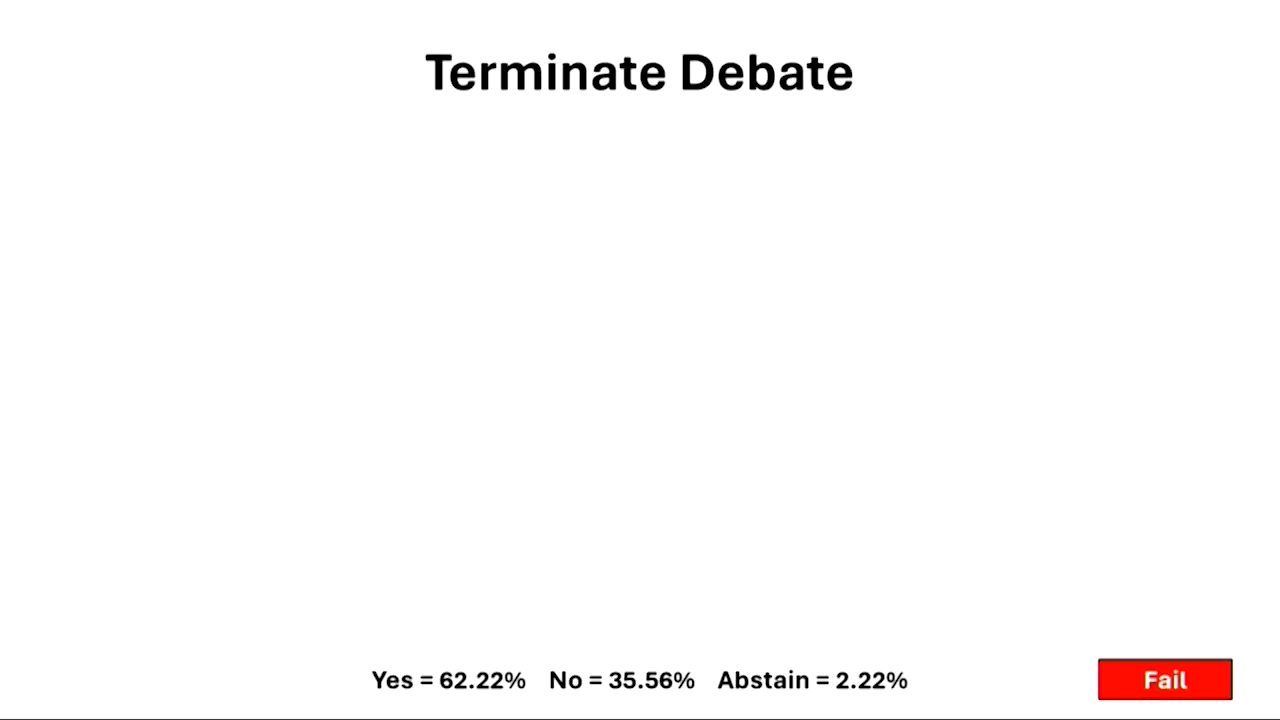 Terminate Debate
Yes = 62.22% No = 35.56% Abstain = 2.22%
Fail